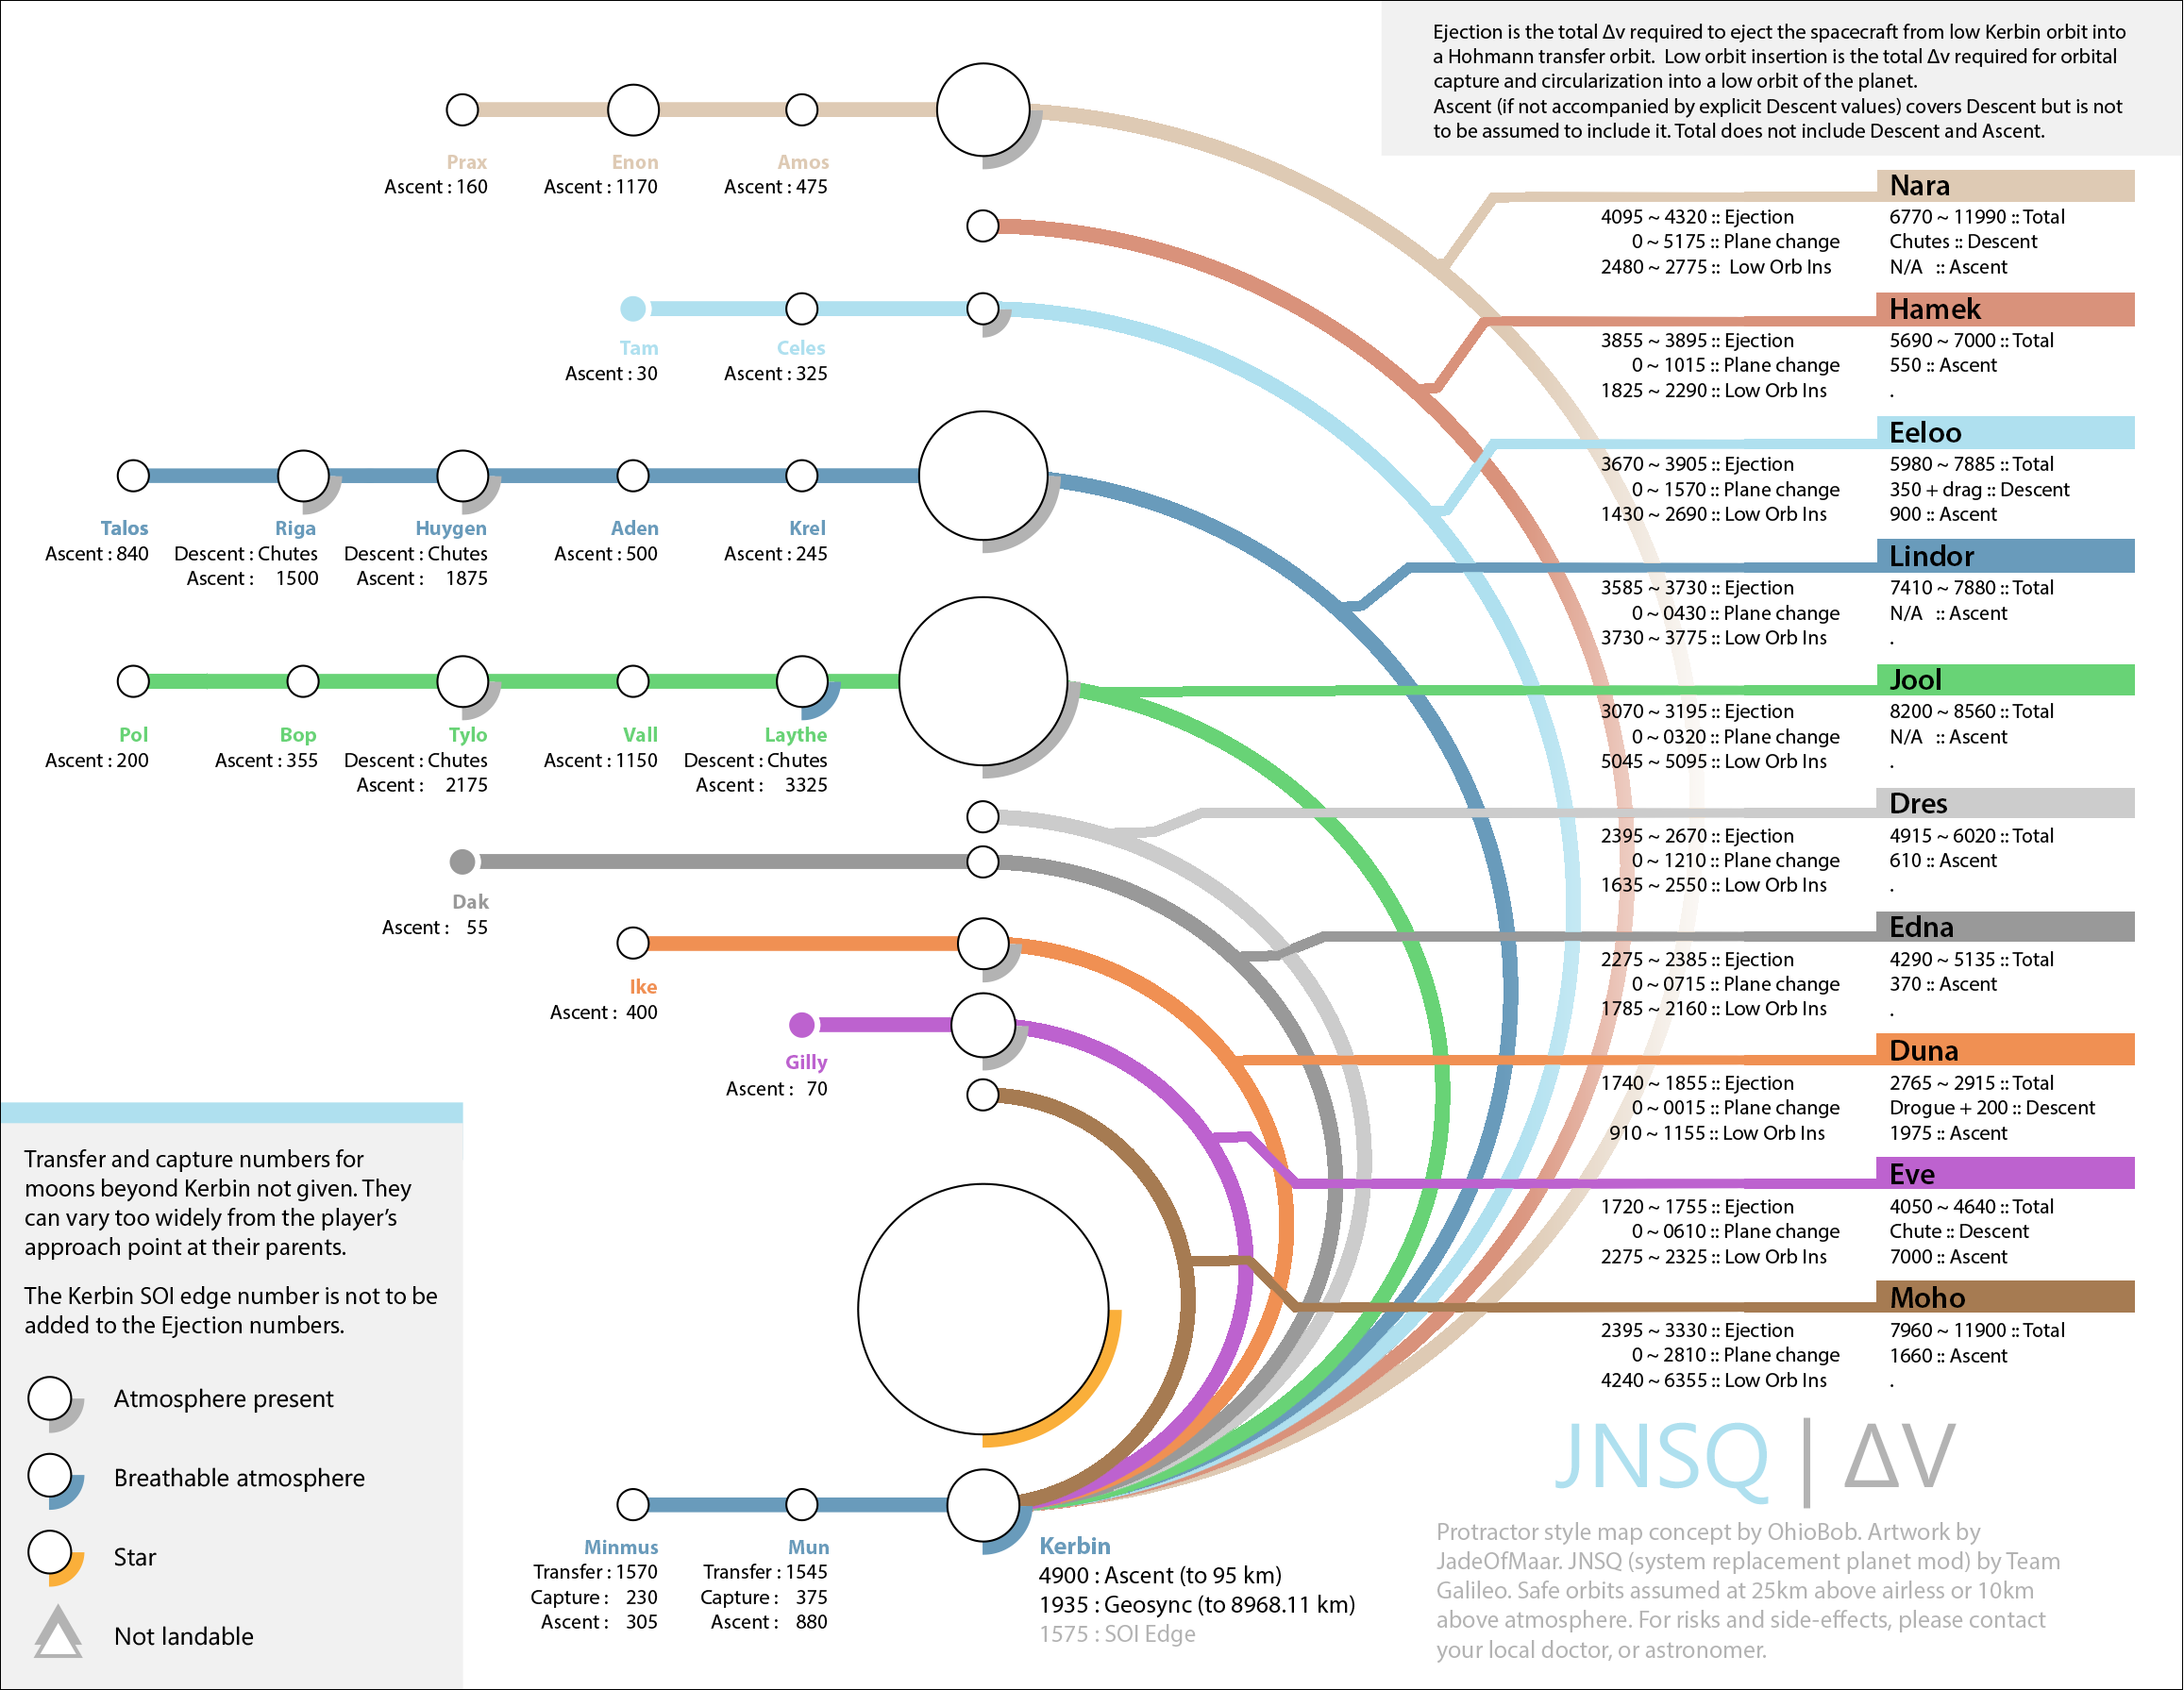 Ejection is the total Δv required to eject the spacecraft from low Kerbin orbit into
a Hohmann transfer orbit.  Low orbit insertion is the total Δv required for orbital
capture and circularization into a low orbit of the planet.
Ascent (if not accompanied by explicit Descent values) covers Descent but is not
to be assumed to include it. Total does not include Descent and Ascent.
Prax
Ascent : 160
Enon
Ascent : 1170
Amos
Ascent : 475
Nara
4095 ~ 4320 :: Ejection
0 ~ 5175 :: Plane change
2480 ~ 2775 ::  Low Orb Ins
6770 ~ 11990 :: Total
Chutes :: Descent
N/A   :: Ascent
Hamek
3855 ~ 3895 :: Ejection
0 ~ 1015 :: Plane change
1825 ~ 2290 :: Low Orb Ins
5690 ~ 7000 :: Total
550 :: Ascent
.
Tam
Ascent : 30
Celes
Ascent : 325
Eeloo
3670 ~ 3905 :: Ejection
0 ~ 1570 :: Plane change
1430 ~ 2690 :: Low Orb Ins
5980 ~ 7885 :: Total
350 + drag :: Descent
900 :: Ascent
Talos
Ascent : 840
Riga
Descent : Chutes
Ascent :    1500
Huygen
Descent : Chutes
Ascent :    1875
Aden
Ascent : 500
Krel
Ascent : 245
Lindor
3585 ~ 3730 :: Ejection
0 ~ 0430 :: Plane change
3730 ~ 3775 :: Low Orb Ins
7410 ~ 7880 :: Total
N/A   :: Ascent
.
Pol
Ascent : 200
Bop
Ascent : 355
Tylo
Descent : Chutes
Ascent :    2175
Vall
Ascent : 1150
Laythe
Descent : Chutes
Ascent :    3325
Jool
3070 ~ 3195 :: Ejection
0 ~ 0320 :: Plane change
5045 ~ 5095 :: Low Orb Ins
8200 ~ 8560 :: Total
N/A   :: Ascent
.
Dres
2395 ~ 2670 :: Ejection
0 ~ 1210 :: Plane change
1635 ~ 2550 :: Low Orb Ins
4915 ~ 6020 :: Total
610 :: Ascent
.
Dak
Ascent :   55
Edna
2275 ~ 2385 :: Ejection
0 ~ 0715 :: Plane change
1785 ~ 2160 :: Low Orb Ins
4290 ~ 5135 :: Total
370 :: Ascent
.
Ike
Ascent :  400
Duna
1740 ~ 1855 :: Ejection
0 ~ 0015 :: Plane change
910 ~ 1155 :: Low Orb Ins
2765 ~ 2915 :: Total
Drogue + 200 :: Descent
1975 :: Ascent
Gilly
Ascent :   70
Eve
1720 ~ 1755 :: Ejection
0 ~ 0610 :: Plane change
2275 ~ 2325 :: Low Orb Ins
4050 ~ 4640 :: Total
Chute :: Descent
7000 :: Ascent
Moho
2395 ~ 3330 :: Ejection
0 ~ 2810 :: Plane change
4240 ~ 6355 :: Low Orb Ins
7960 ~ 11900 :: Total
1660 :: Ascent
.
Transfer and capture numbers for
moons beyond Kerbin not given. They
can vary too widely from the player's
approach point at their parents.
The Kerbin SOI edge number is not to be
added to the Ejection numbers.
Atmosphere present
Breathable atmosphere
Star
Not landable
Minmus
Transfer : 1570
Capture :   230
Ascent :   305
Mun
Transfer : 1545
Capture :   375
Ascent :   880
Kerbin
4900 : Ascent (to 95 km)
1935 : Geosync (to 8968.11 km)
1575 : SOI Edge
JNSQ | ΔV
Protractor style map concept by OhioBob. Artwork by
JadeOfMaar. JNSQ (system replacement planet mod) by Team
Galileo. Safe orbits assumed at 25km above airless or 10km
above atmosphere. For risks and side-effects, please contact
your local doctor, or astronomer.